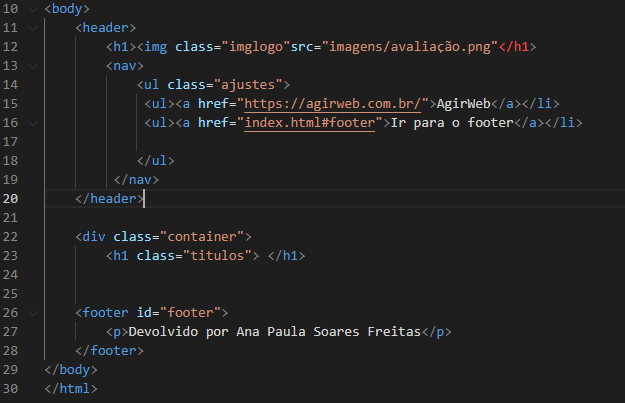 10 <body>
11 <header>
12 <h1><img class="imglogo"src="imagens/avaliação.png"</h1>
13 <nav>
14 <ul class="ajustes">
15 <ul><a href="https://agirweb.com.br/">AgirWeb</a></li>
16 <ul><a href="index.html#footer">Ir para o footer</a></li>
17
18 </ul>
19 </nav>
20 </header>
21
22 <div class="container">
23 <h1 class="titulos"> </h1>
24
25
26 <footer id="footer">
27 <p>Devolvido por Ana Paula Soares Freitas</p>
28 </footer>
29 </body>
30 </html>